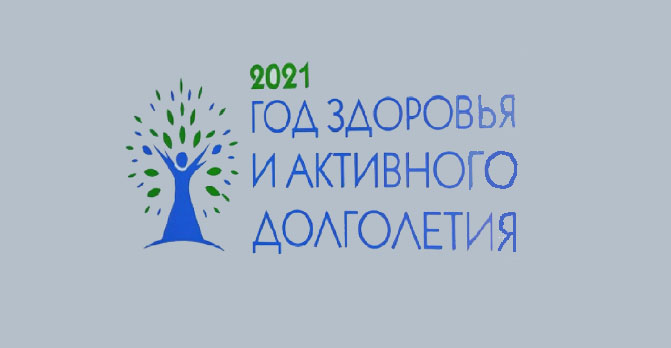 2021
ГОД ЗДОРОВЬЯ
И АКТИВНОГО
ДОЛГОЛЕТИЯ